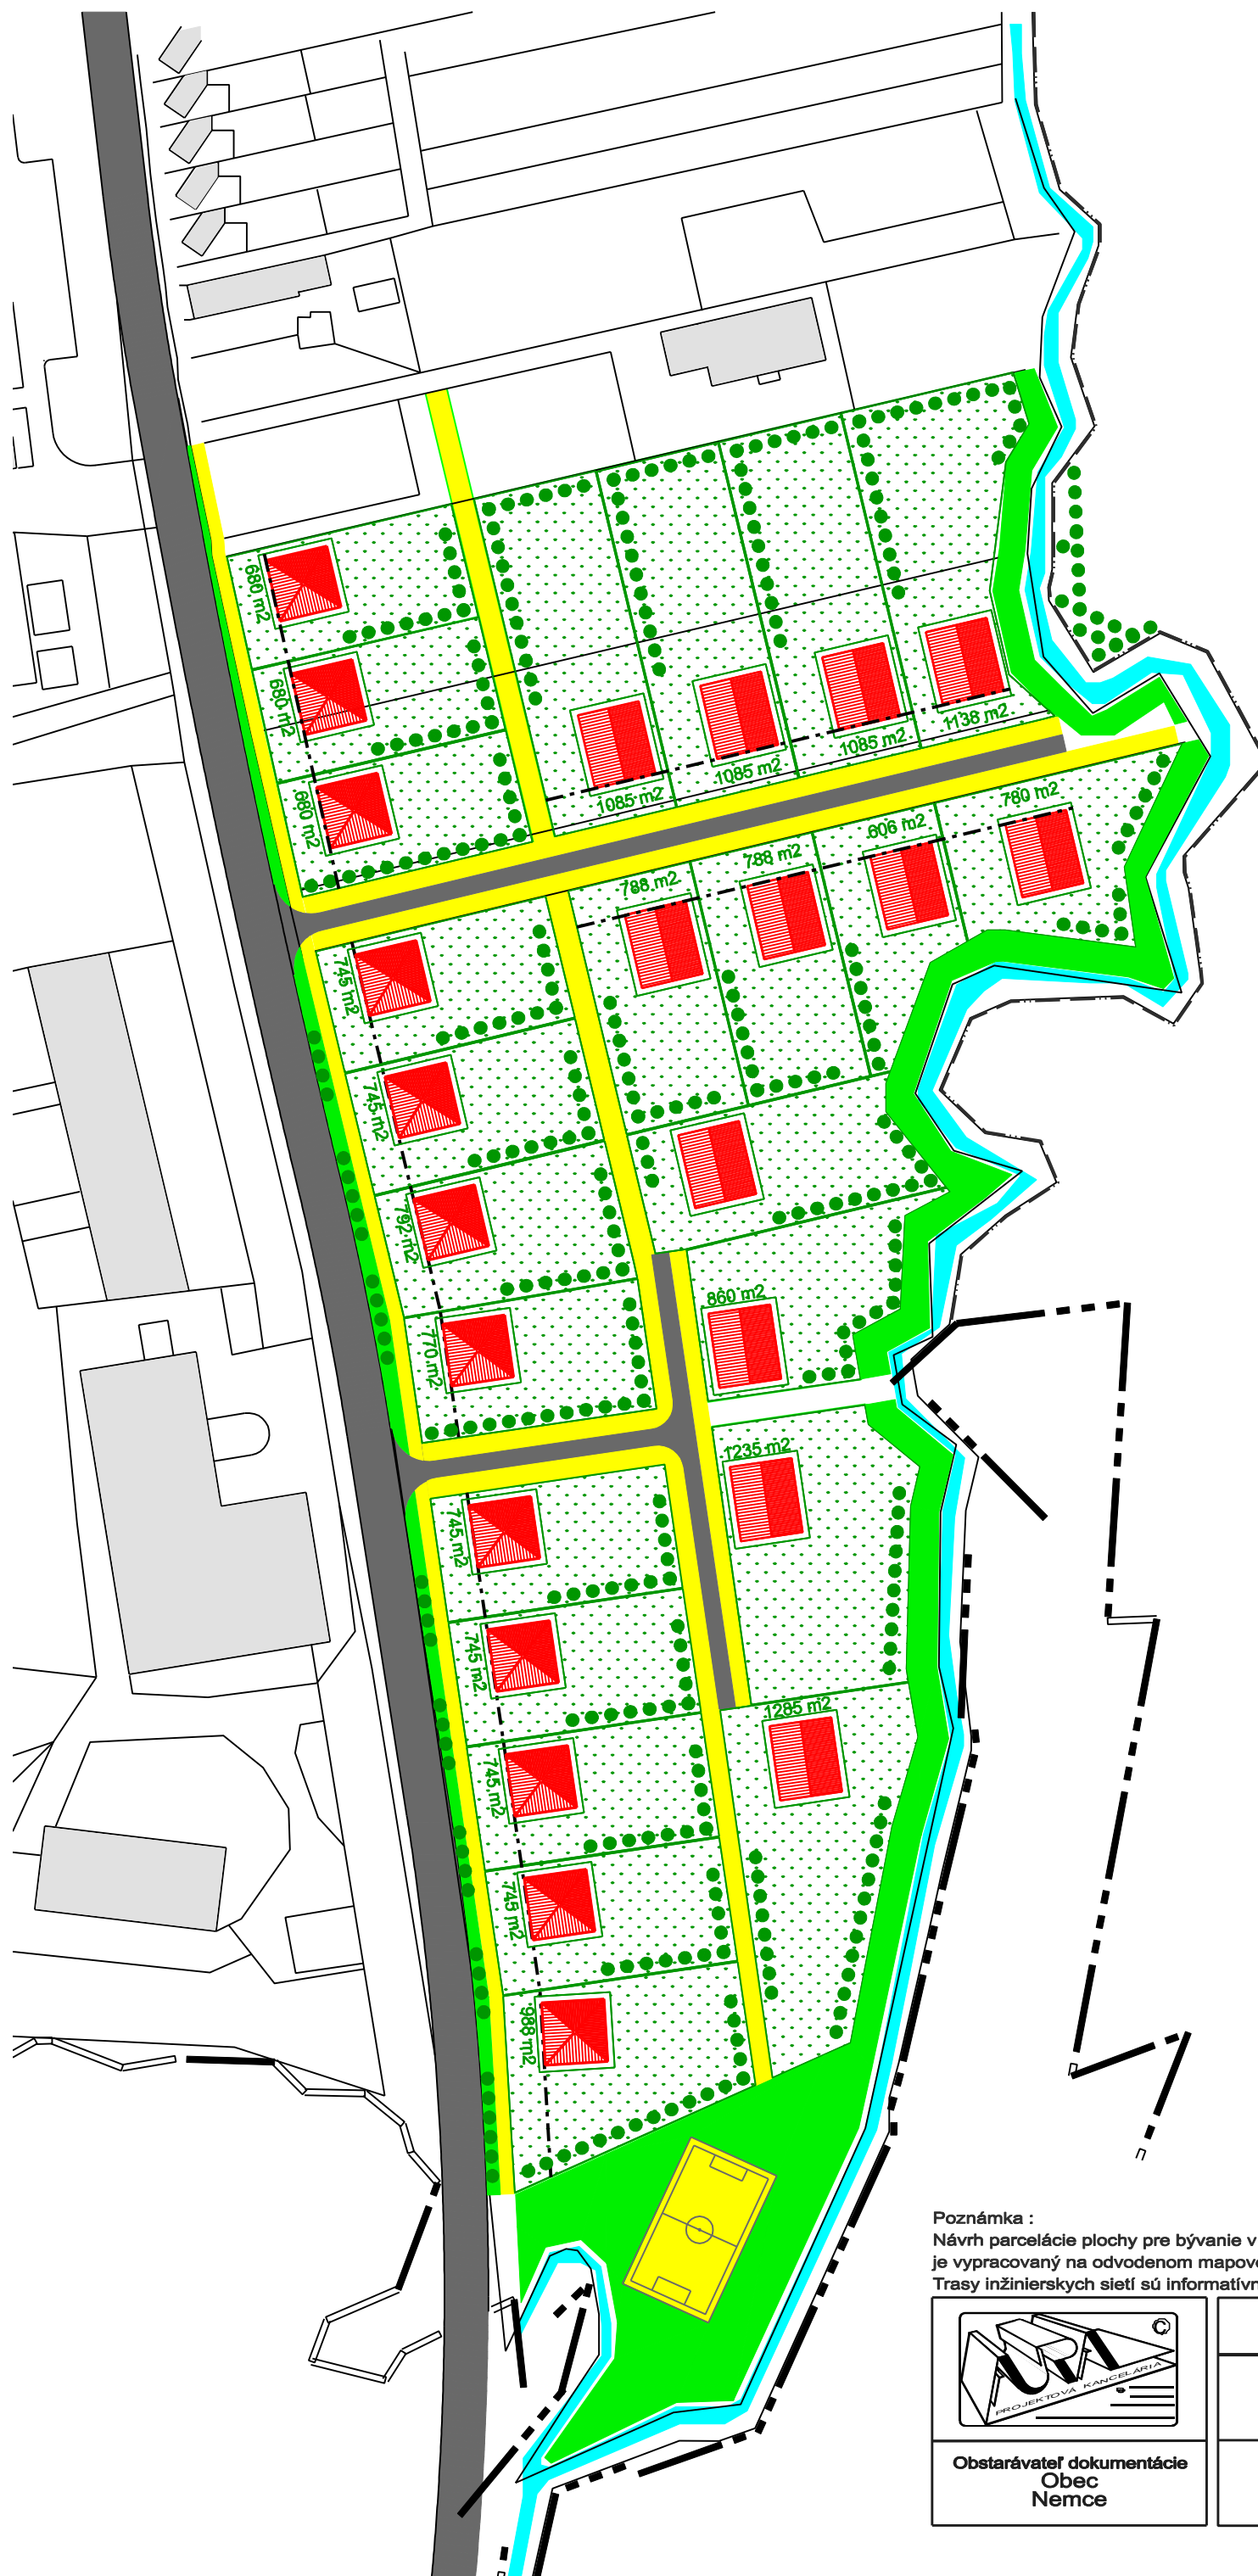 680 m2
680 m2
680 m2
1085 m2
1085 m2
1085 m2
1138 m2
788 m2
788 m2
606 m2
780 m2
745 m2
745 m2
792 m2
770 m2
860 m2
1235 m2
745 m2
745 m2
745 m2
745 m2
988 m2
1285 m2
Poznámka :
Návrh parcelácie plochy pre bývanie v
je vypracovaný na odvodenom mapov
Trasy inžinierskych sietí sú informatívn
URA
©
PROJEKTOVÁ KANCELÁRIA
Obstarávateľ dokumentácie
Obec
Nemce